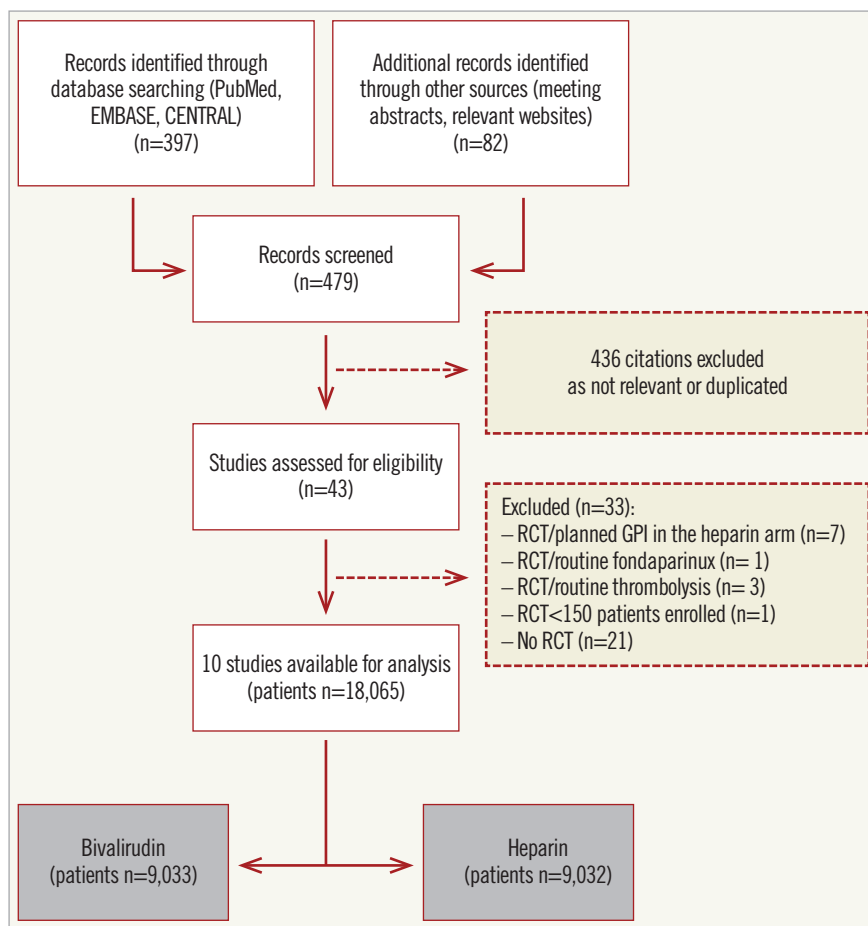 Records identified through
database searching (PubMed,
EMBASE, CENTRAL)
(n=397)
Additional records identified
through other sources (meeting
abstracts, relevant websites)
(n=82)
Records screened
(n=479)
436 citations excluded
as not relevant or duplicated
Studies assessed for eligibility
(n=43)
Excluded (n=33):
– RCT/planned GPI in the heparin arm (n=7)
– RCT/routine fondaparinux (n= 1)
– RCT/routine thrombolysis (n= 3)
– RCT<150 patients enrolled (n=1)
– No RCT (n=21)
10 studies available for analysis
(patients n=18,065)
Bivalirudin
(patients n=9,033)
Heparin
(patients n=9,032)